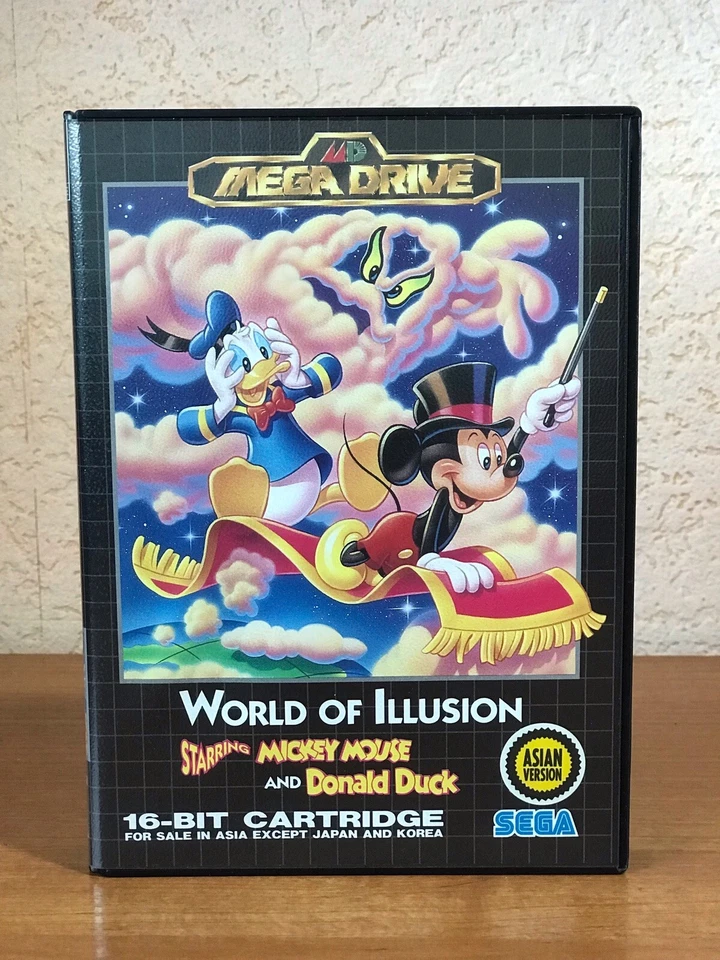 MD
MEGA DRIVE
WORLD OF ILLUSION
STARRING MICKEY MOUSE
AND Donald Duck
ASIAN
VERSION
16-BIT CARTRIDGE
FOR SALE IN ASIA EXCEPT JAPAN AND KOREA
SEGA